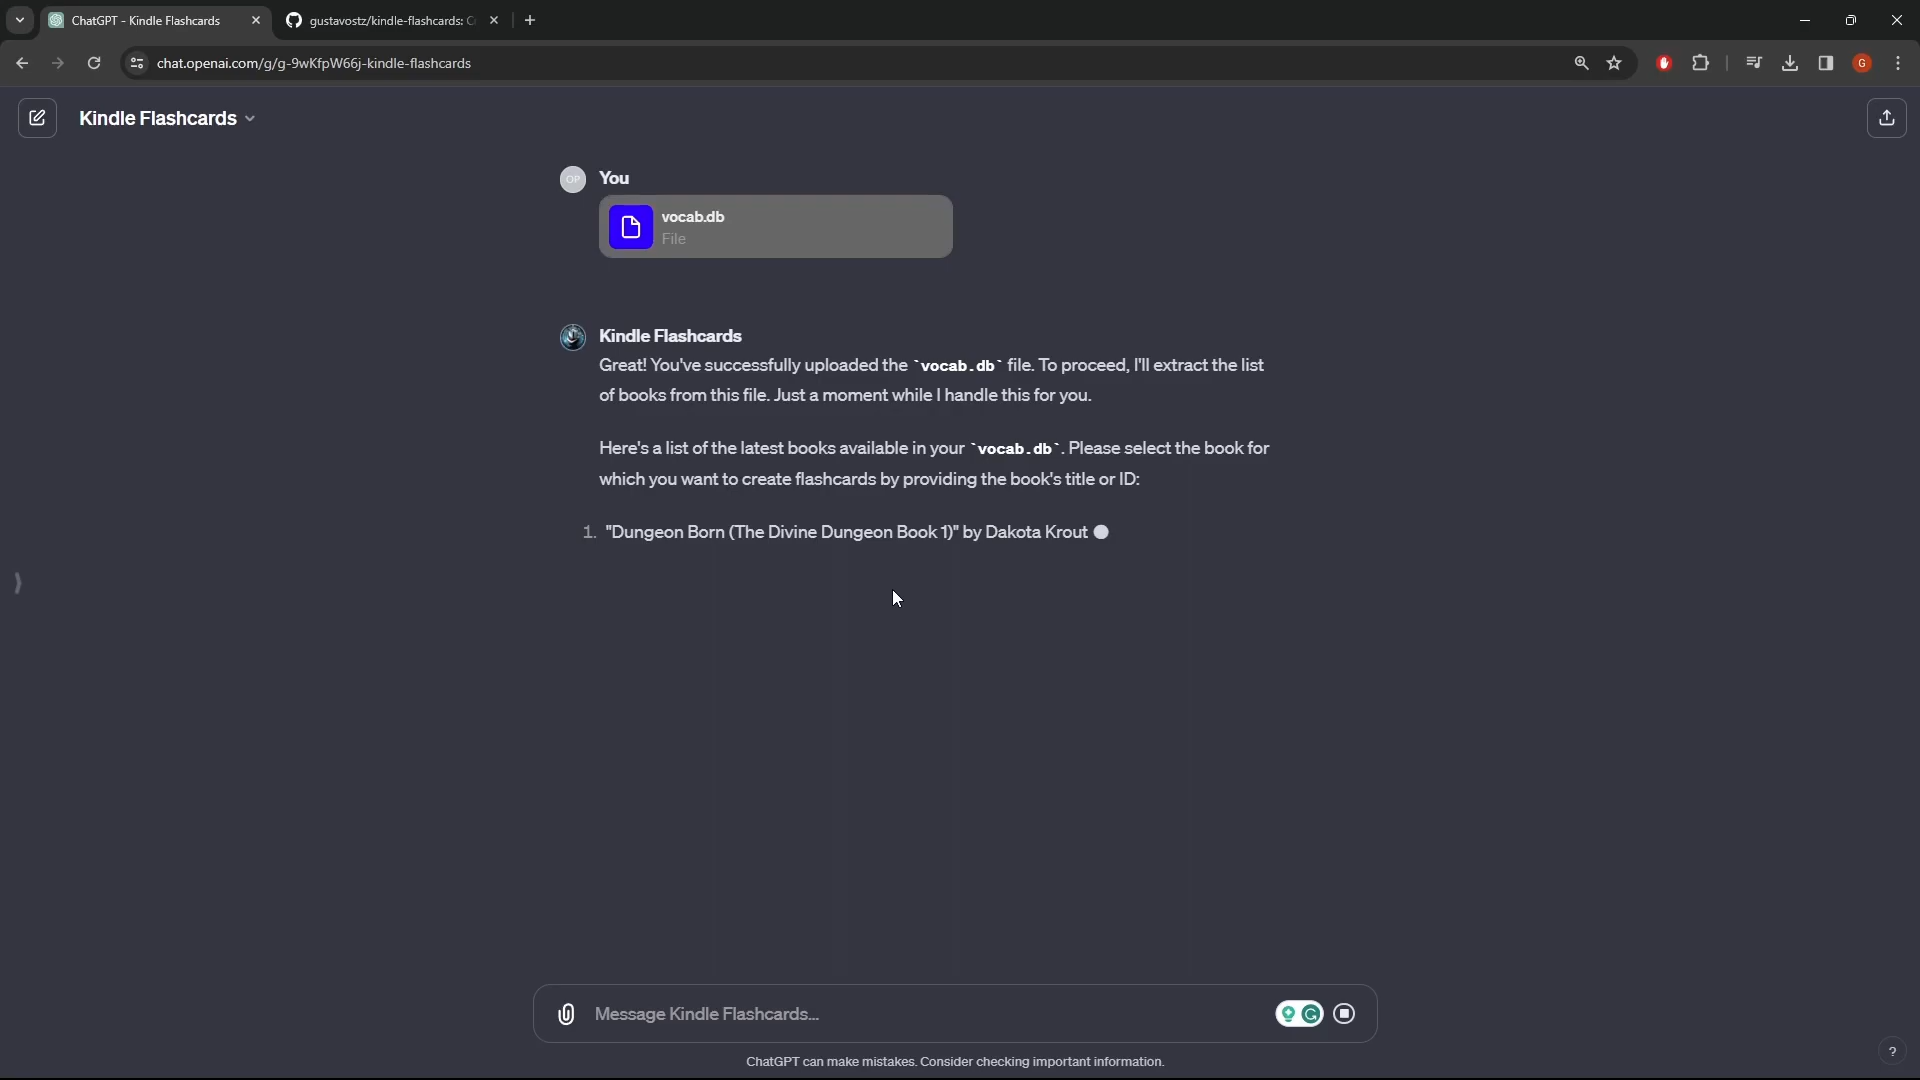 ChatGPT - Kindle Flashcards
gustavostz/kindle-flashcards:
chat.openai.com/g/g-9wKfpW66j-kindle-flashcards
G
Kindle Flashcards
OP
You
vocab.db
File
Kindle Flashcards
Great! You've successfully uploaded the `vocab.db` file. To proceed, I'll extract the list
of books from this file. Just a moment while I handle this for you.
Here's a list of the latest books available in your `vocab.db`. Please select the book for
which you want to create flashcards by providing the book's title or ID:
1. "Dungeon Born (The Divine Dungeon Book 1)" by Dakota Krout
Message Kindle Flashcards...
ChatGPT can make mistakes. Consider checking important information.
?